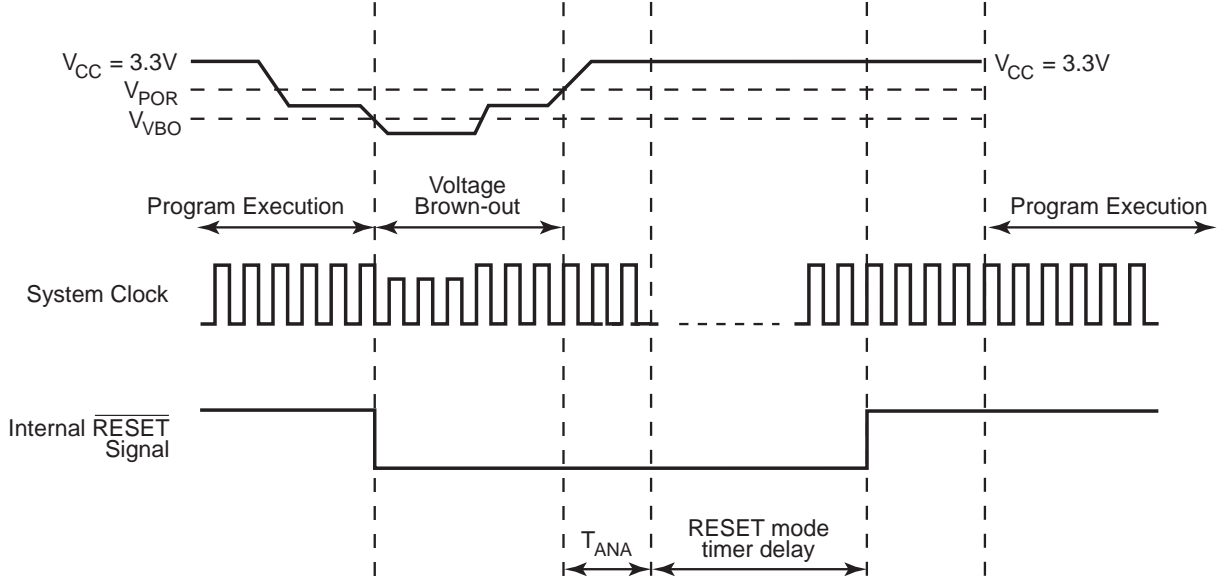 V_CC = 3.3V
V_CC = 3.3V
V_POR
V_VBO
Program Execution
Voltage
Brown-out
Program Execution
System Clock
Internal R̅E̅S̅E̅T̅
Signal
T_ANA
RESET mode
timer delay